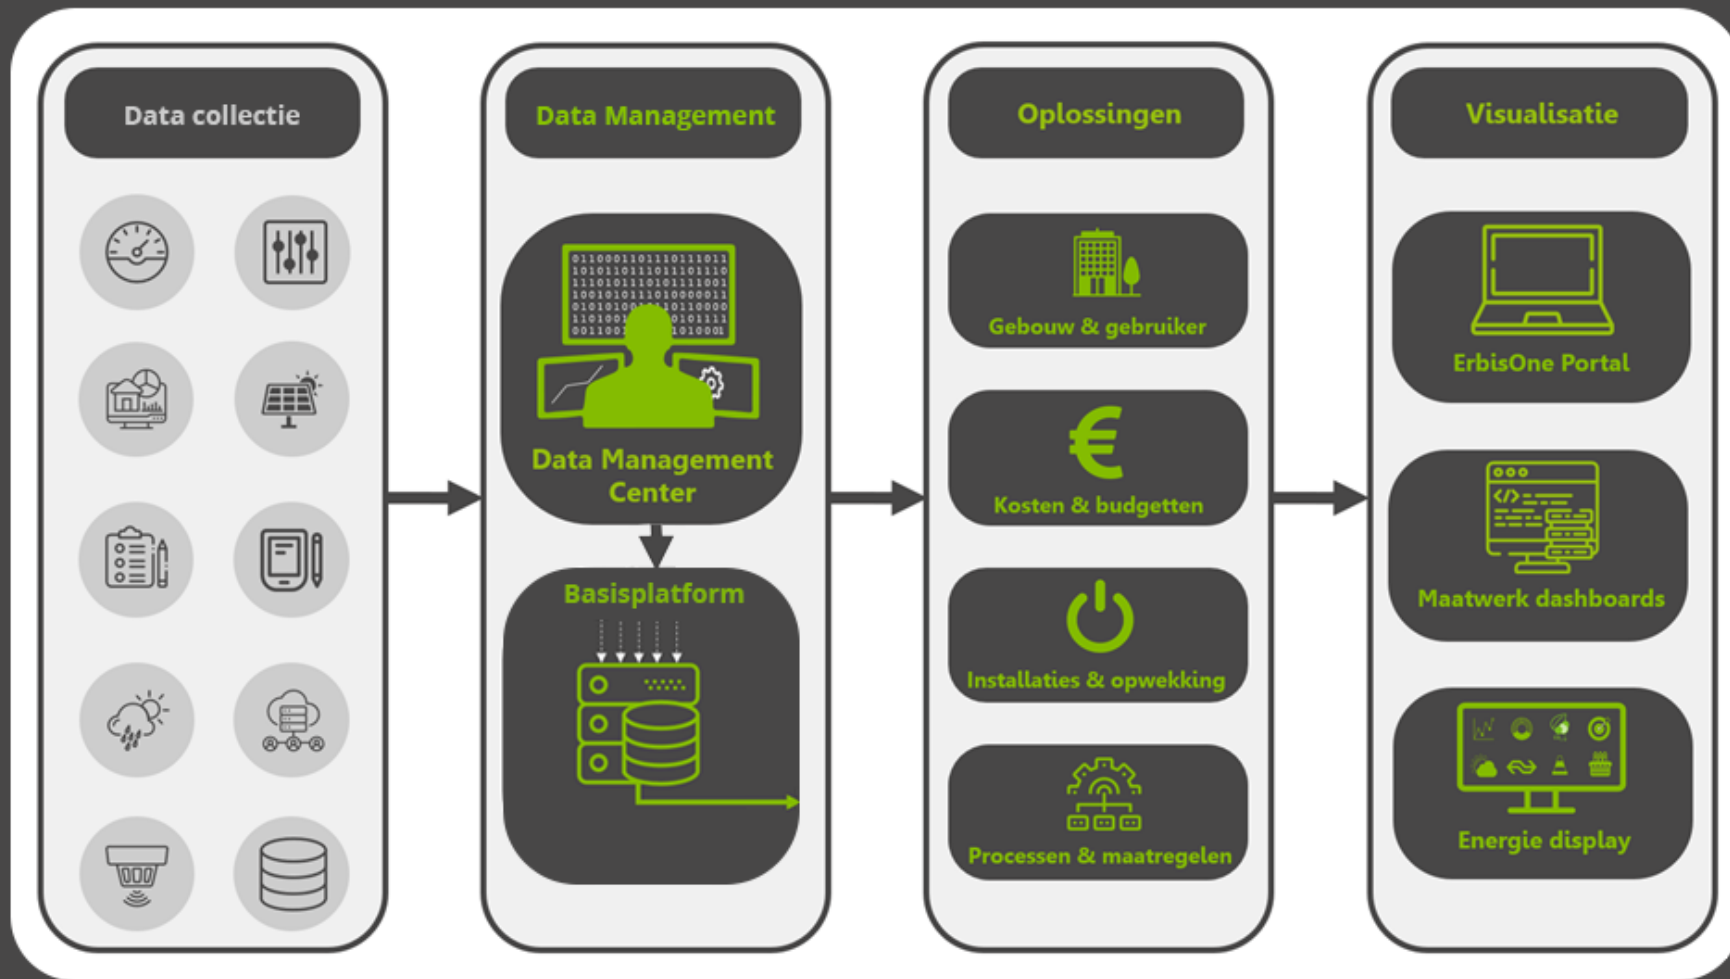 Data collectie
Data Management
011000110111011011
Data Management
Center
Basisplatform
Oplossingen
Gebouw & gebruiker
Kosten & budgetten
Installaties & opwekking
Processen & maatregelen
Visualisatie
ErbisOne Portal
</>
Maatwerk dashboards
Energie display